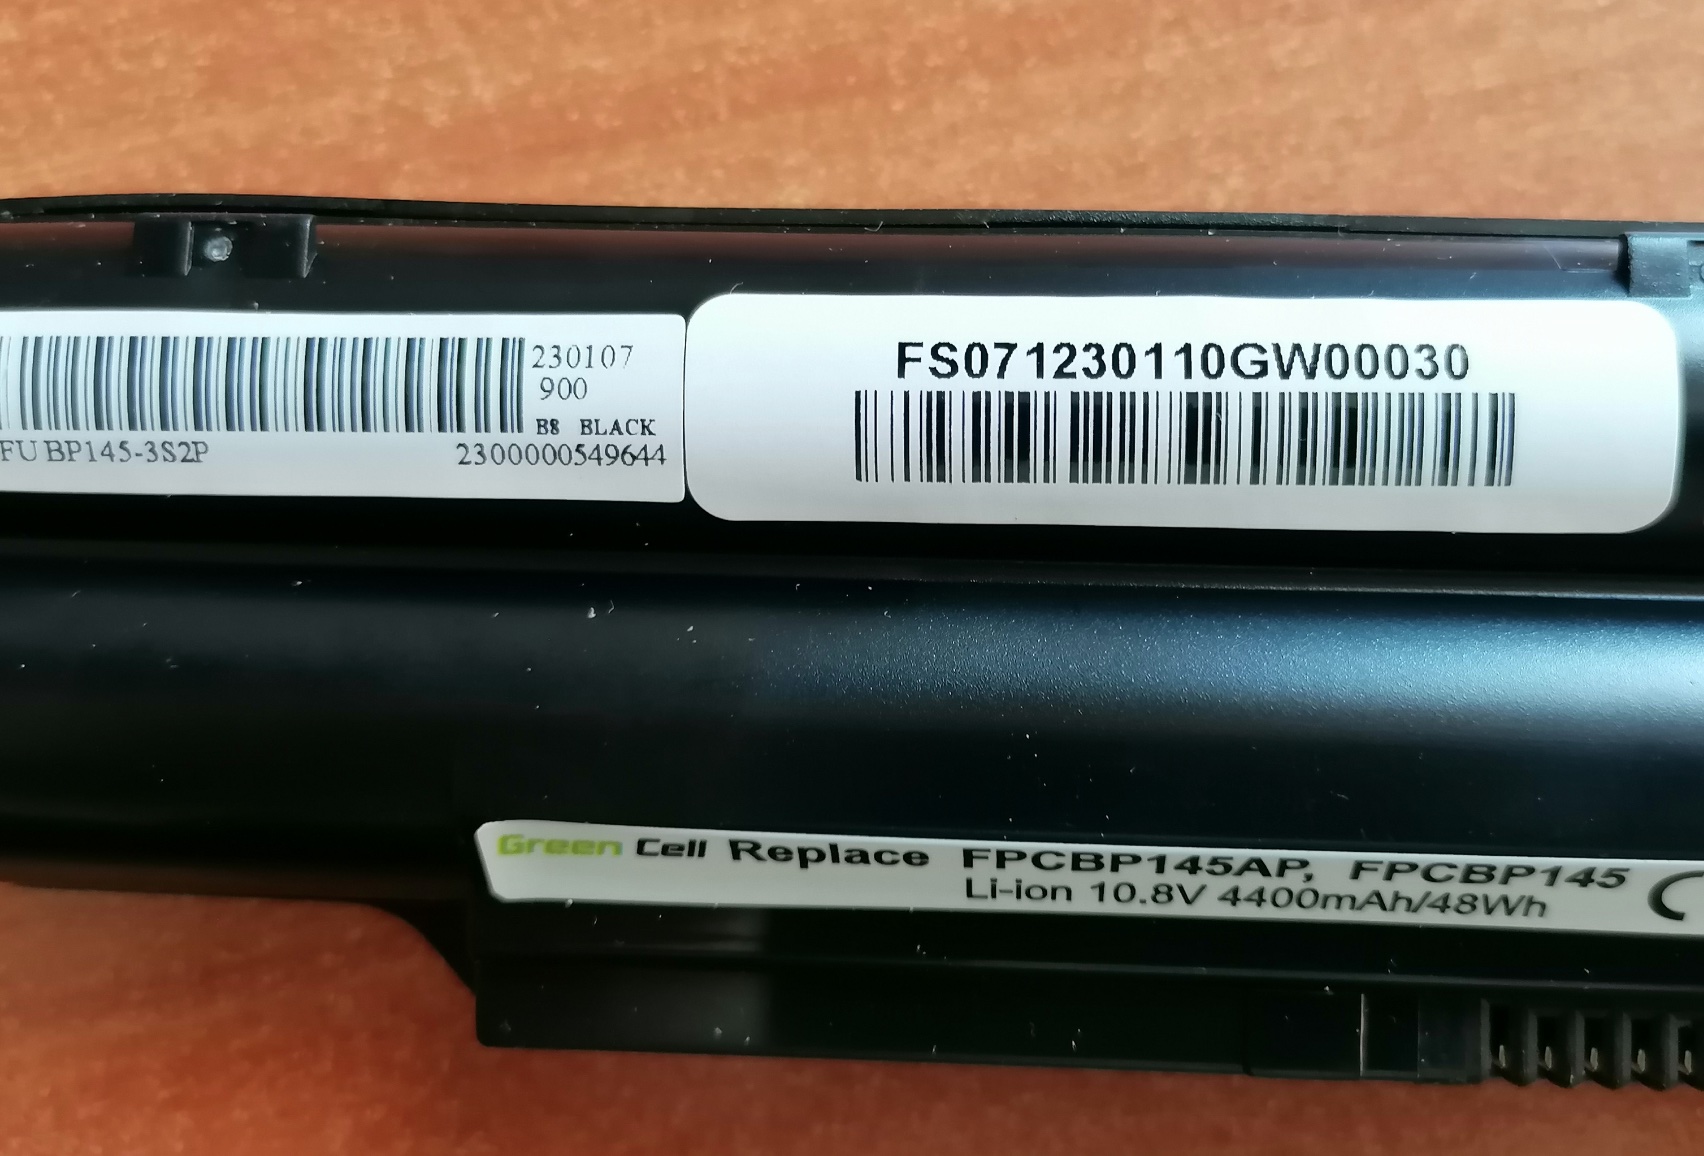 230107
900
B8 BLACK
FU BP145-3S2P 2300000549644
FS071230110GW00030
Green Cell Replace FPCBP145AP, FPCBP145
Li-ion 10.8V 4400mAh/48Wh